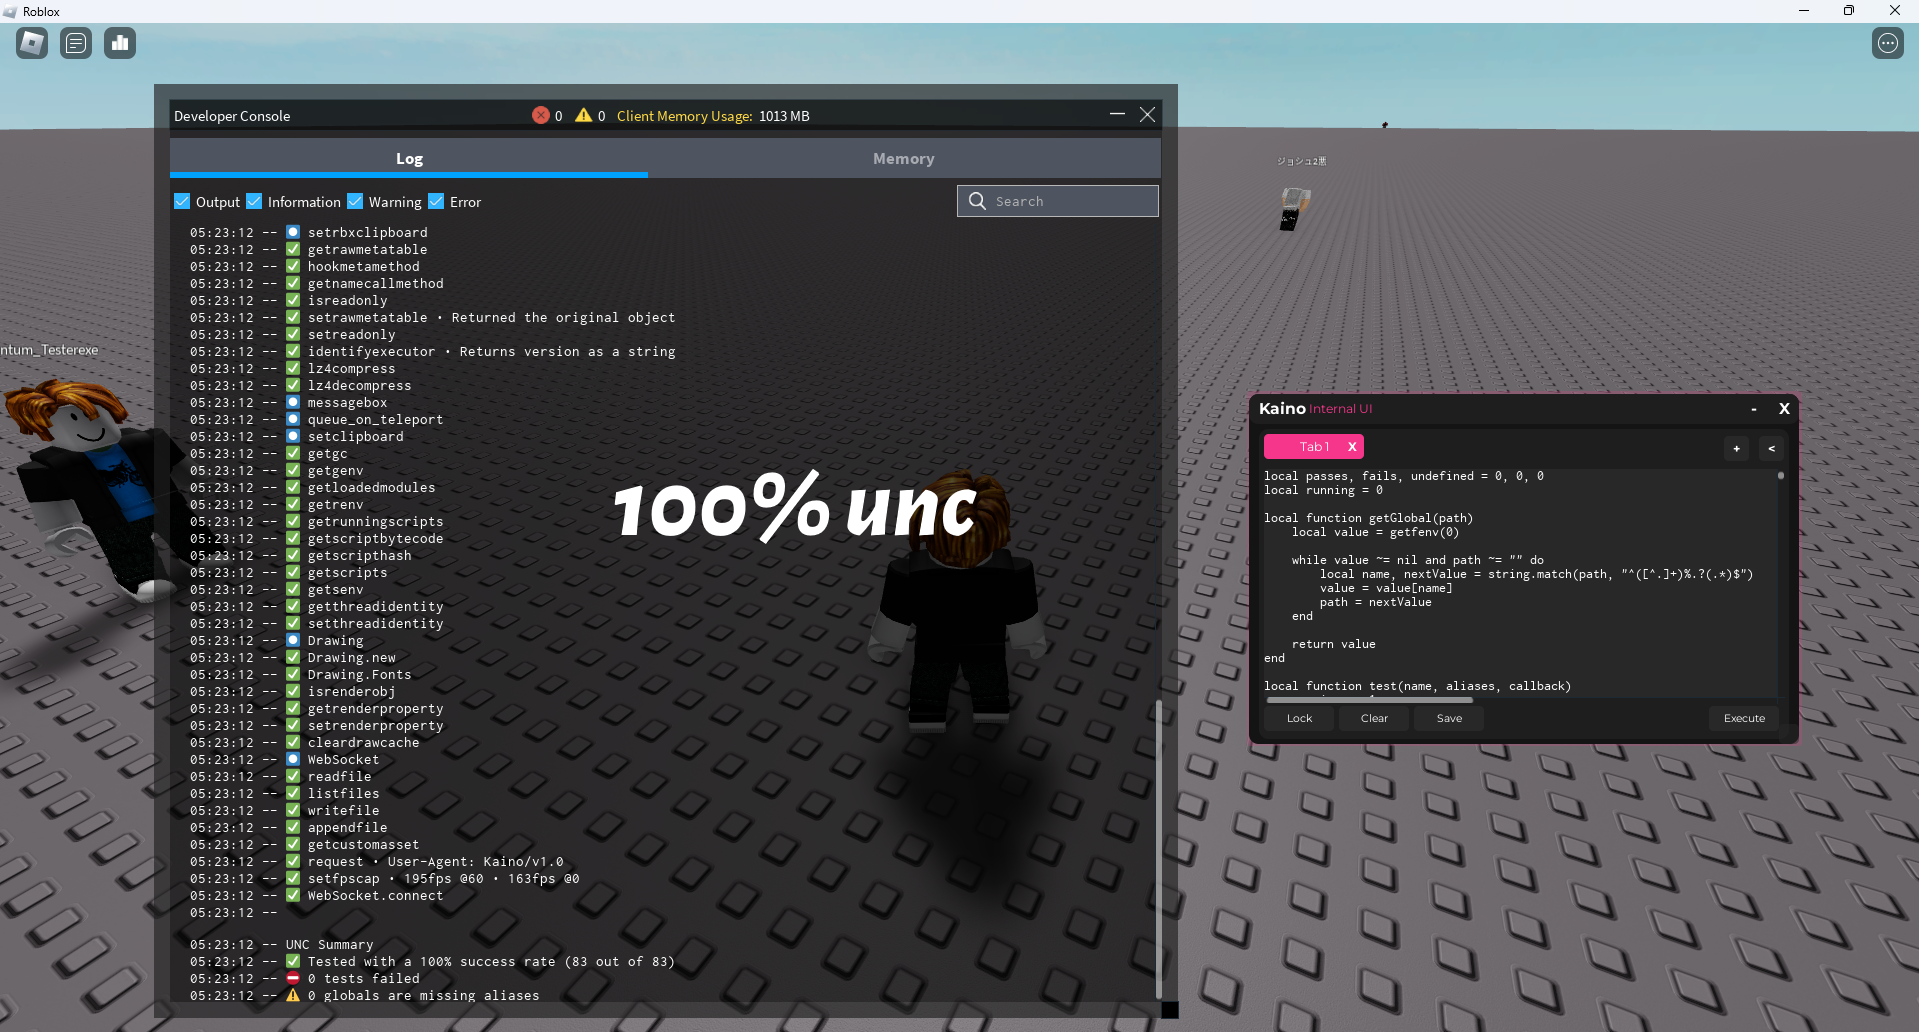 Roblox
Developer Console
0
0
Client Memory Usage: 1013 MB
Log
Memory
Output
Information
Warning
Error
Search
05:23:12 -- 🔵 setrbxclipboard
05:23:12 -- ✅ getrawmetatable
05:23:12 -- ✅ hookmetamethod
05:23:12 -- ✅ getnamecallmethod
05:23:12 -- ✅ isreadonly
05:23:12 -- ✅ setrawmetatable • Returned the original object
05:23:12 -- ✅ setreadonly
05:23:12 -- ✅ identifyexecutor • Returns version as a string
05:23:12 -- ✅ lz4compress
05:23:12 -- ✅ lz4decompress
05:23:12 -- 🔵 messagebox
05:23:12 -- 🔵 queue_on_teleport
05:23:12 -- 🔵 setclipboard
05:23:12 -- ✅ getgc
05:23:12 -- ✅ getgenv
05:23:12 -- ✅ getloadedmodules
05:23:12 -- ✅ getrenv
05:23:12 -- ✅ getrunningscripts
05:23:12 -- ✅ getscriptbytecode
05:23:12 -- ✅ getscripthash
05:23:12 -- ✅ getscripts
05:23:12 -- ✅ getsenv
05:23:12 -- ✅ getthreadidentity
05:23:12 -- ✅ setthreadidentity
05:23:12 -- 🔵 Drawing
05:23:12 -- ✅ Drawing.new
05:23:12 -- ✅ Drawing.Fonts
05:23:12 -- ✅ isrenderobj
05:23:12 -- ✅ getrenderproperty
05:23:12 -- ✅ setrenderproperty
05:23:12 -- ✅ cleardrawcache
05:23:12 -- 🔵 WebSocket
05:23:12 -- ✅ readfile
05:23:12 -- ✅ listfiles
05:23:12 -- ✅ writefile
05:23:12 -- ✅ appendfile
05:23:12 -- ✅ getcustomasset
05:23:12 -- ✅ request • User-Agent: Kaino/v1.0
05:23:12 -- ✅ setfpscap • 195fps @60 • 163fps @0
05:23:12 -- ✅ WebSocket.connect
05:23:12 --
05:23:12 -- UNC Summary
05:23:12 -- ✅ Tested with a 100% success rate (83 out of 83)
05:23:12 -- ⛔ 0 tests failed
05:23:12 -- ⚠️ 0 globals are missing aliases
ntum_Testerexe
100% unc
ジョシュ2悪
Kaino Internal UI
- X
Tab 1 X
+ <
local passes, fails, undefined = 0, 0, 0
local running = 0
local function getGlobal(path)
local value = getfenv(0)
while value ~= nil and path ~= "" do
local name, nextValue = string.match(path, "^([^.]+)%.?(.*)$")
value = value[name]
path = nextValue
end
return value
end
local function test(name, aliases, callback)
Lock
Clear
Save
Execute